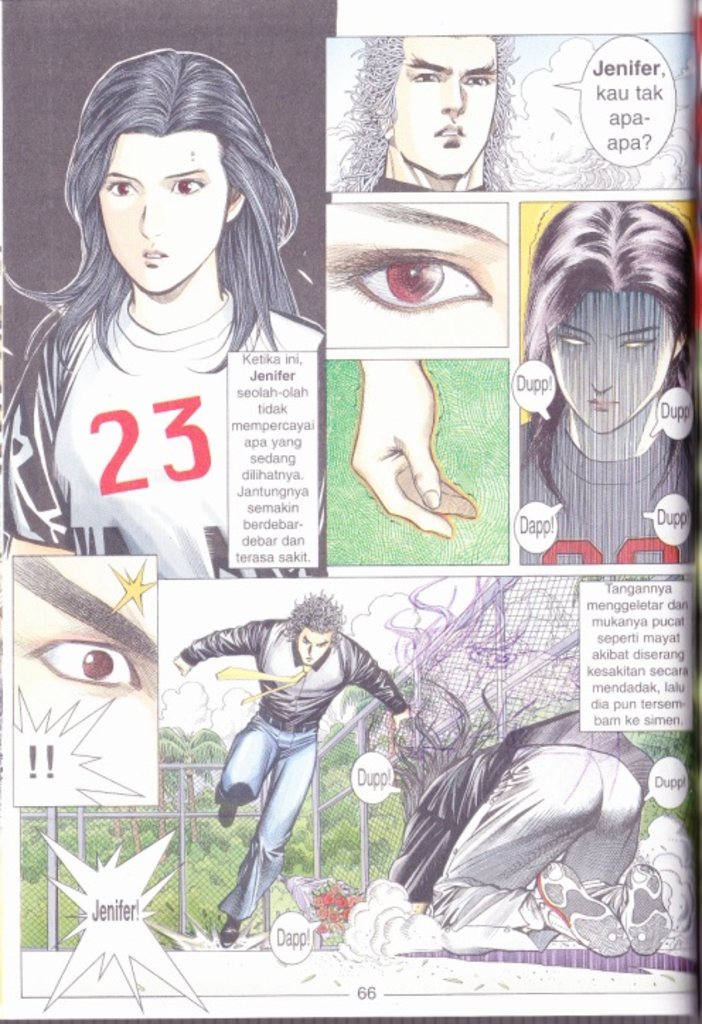 Jenifer,
kau tak
apa-
apa?
23
Ketika ini,
Jenifer
seolah-olah
tidak
mempercayai
apa yang
sedang
dilihatnya.
Jantungnya
semakin
berdebar-
debar dan
terasa sakit.
Dupp!
Dupp!
Dapp!
Dupp!
!!
Tangannya
menggeletar dan
mukanya pucat
seperti mayat
akibat diserang
kesakitan secara
mendadak, lalu
dia pun tersem-
bam ke simen.
Dupp!
Dupp!
Jenifer!
Dapp!
66